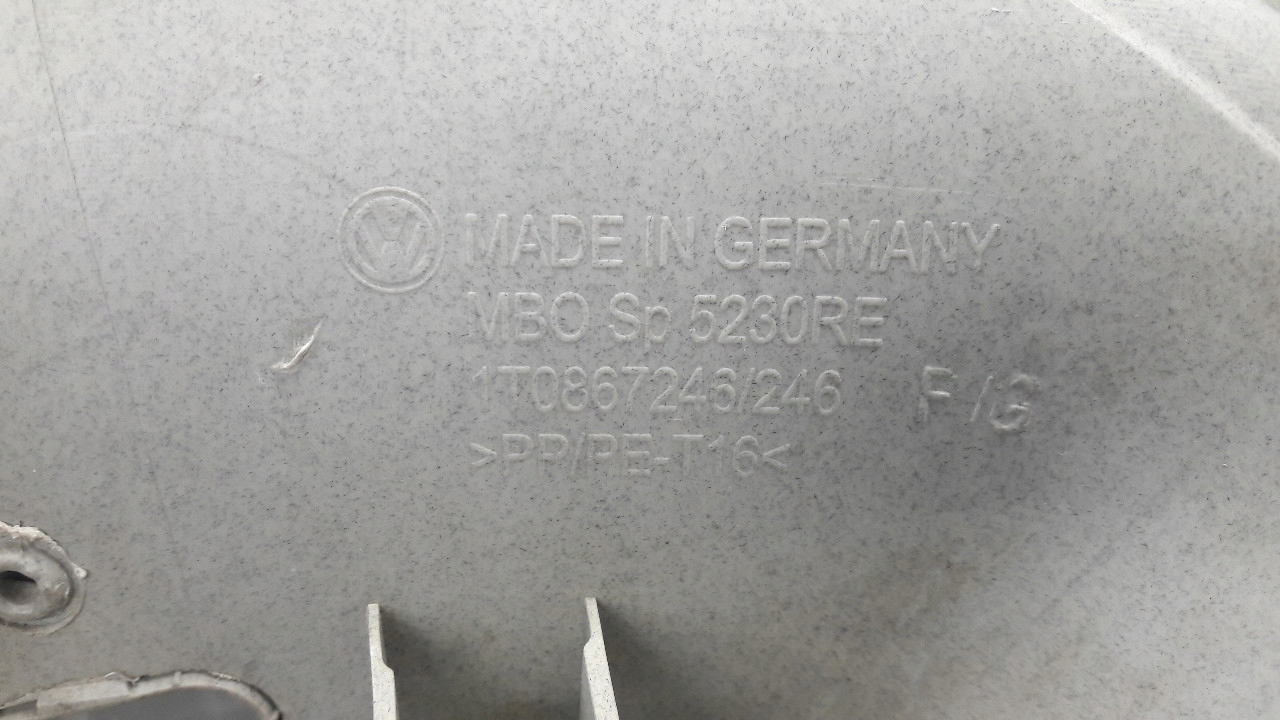 MADE IN GERMANY
MBO Sp 5230RE
1T0867246/246 F/G
>PP/PE-T16<